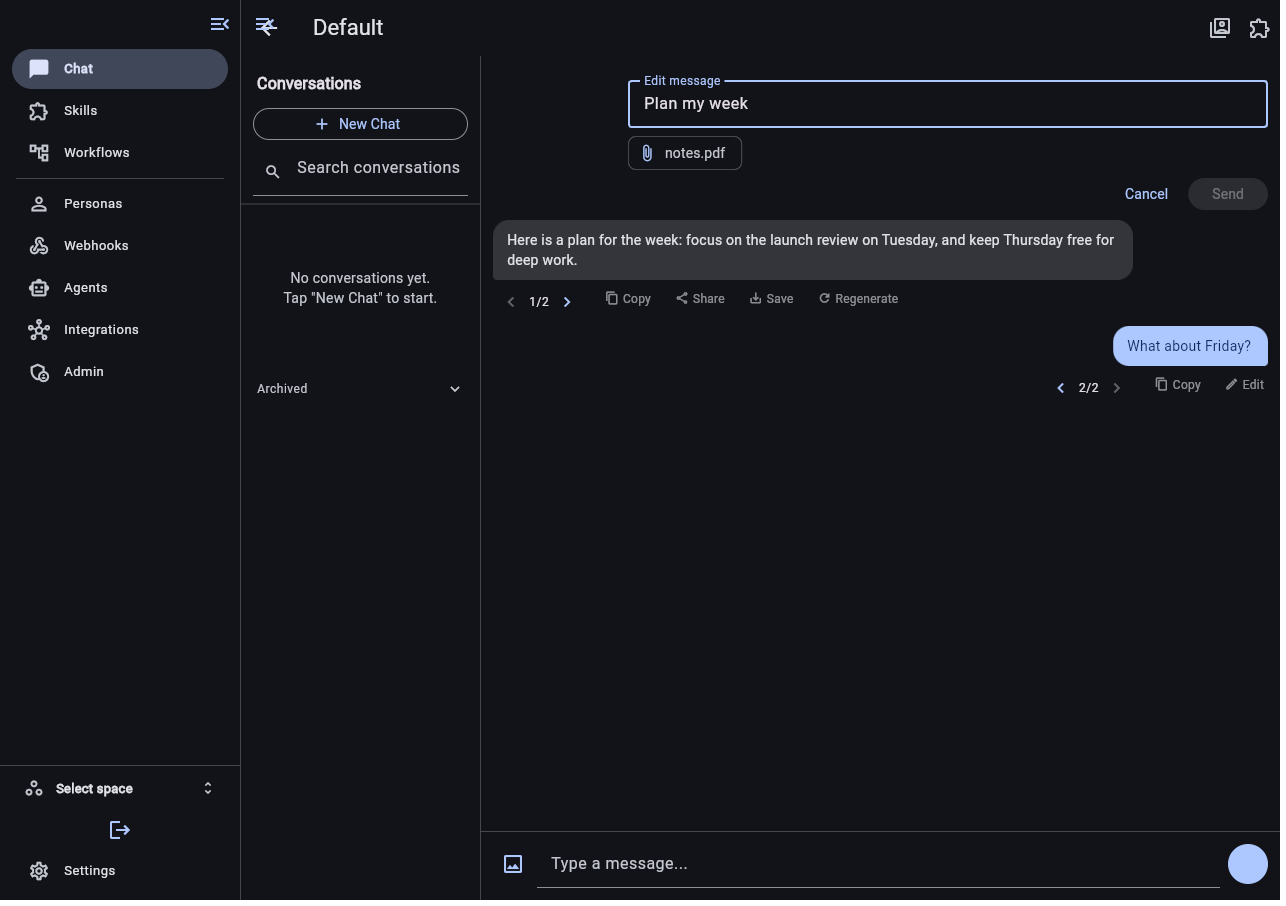 Default
Chat
Skills
Workflows
Personas
Webhooks
Agents
Integrations
Admin
Select space
Settings
Conversations
New Chat
Search conversations
No conversations yet.
Tap "New Chat" to start.
Archived
Edit message
Plan my week
notes.pdf
Cancel
Send
Here is a plan for the week: focus on the launch review on Tuesday, and keep Thursday free for
deep work.
1/2
Copy
Share
Save
Regenerate
What about Friday?
2/2
Copy
Edit
Type a message...